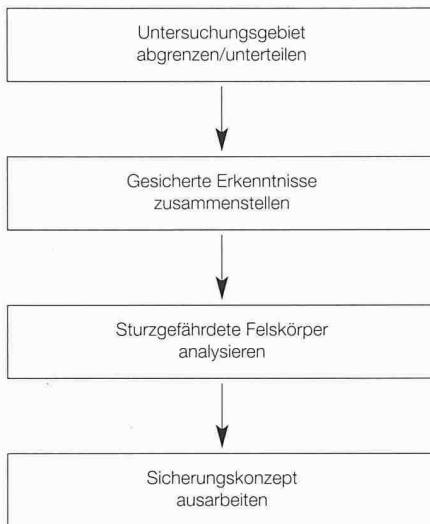 Untersuchungsgebiet
abgrenzen/unterteilen
Gesicherte Erkenntnisse
zusammenstellen
Sturzgefährdete Felskörper
analysieren
Sicherungskonzept
ausarbeiten